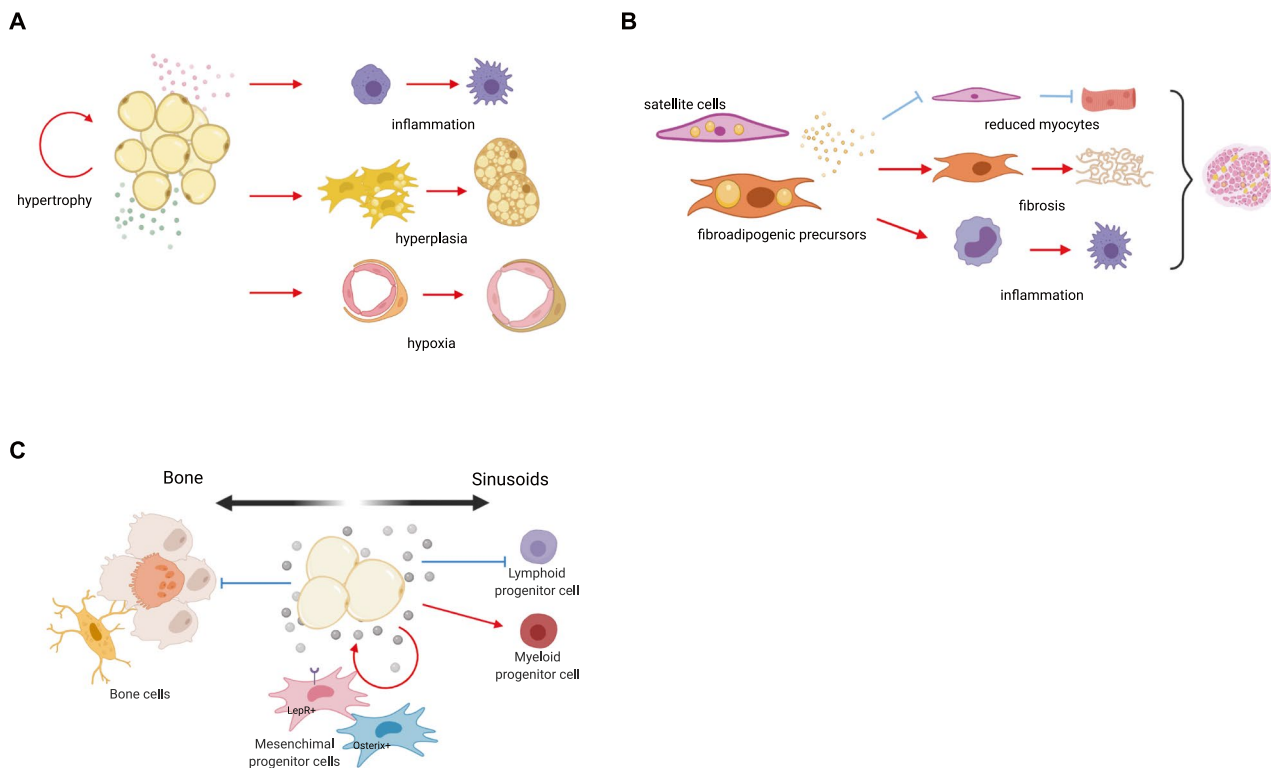 A
hypertrophy
inflammation
hyperplasia
hypoxia
B
satellite cells
fibroadipogenic precursors
reduced myocytes
fibrosis
inflammation
C
Bone
Sinusoids
Bone cells
Lymphoid
progenitor cell
Myeloid
progenitor cell
LepR+
Osterix+
Mesenchimal
progenitor cells